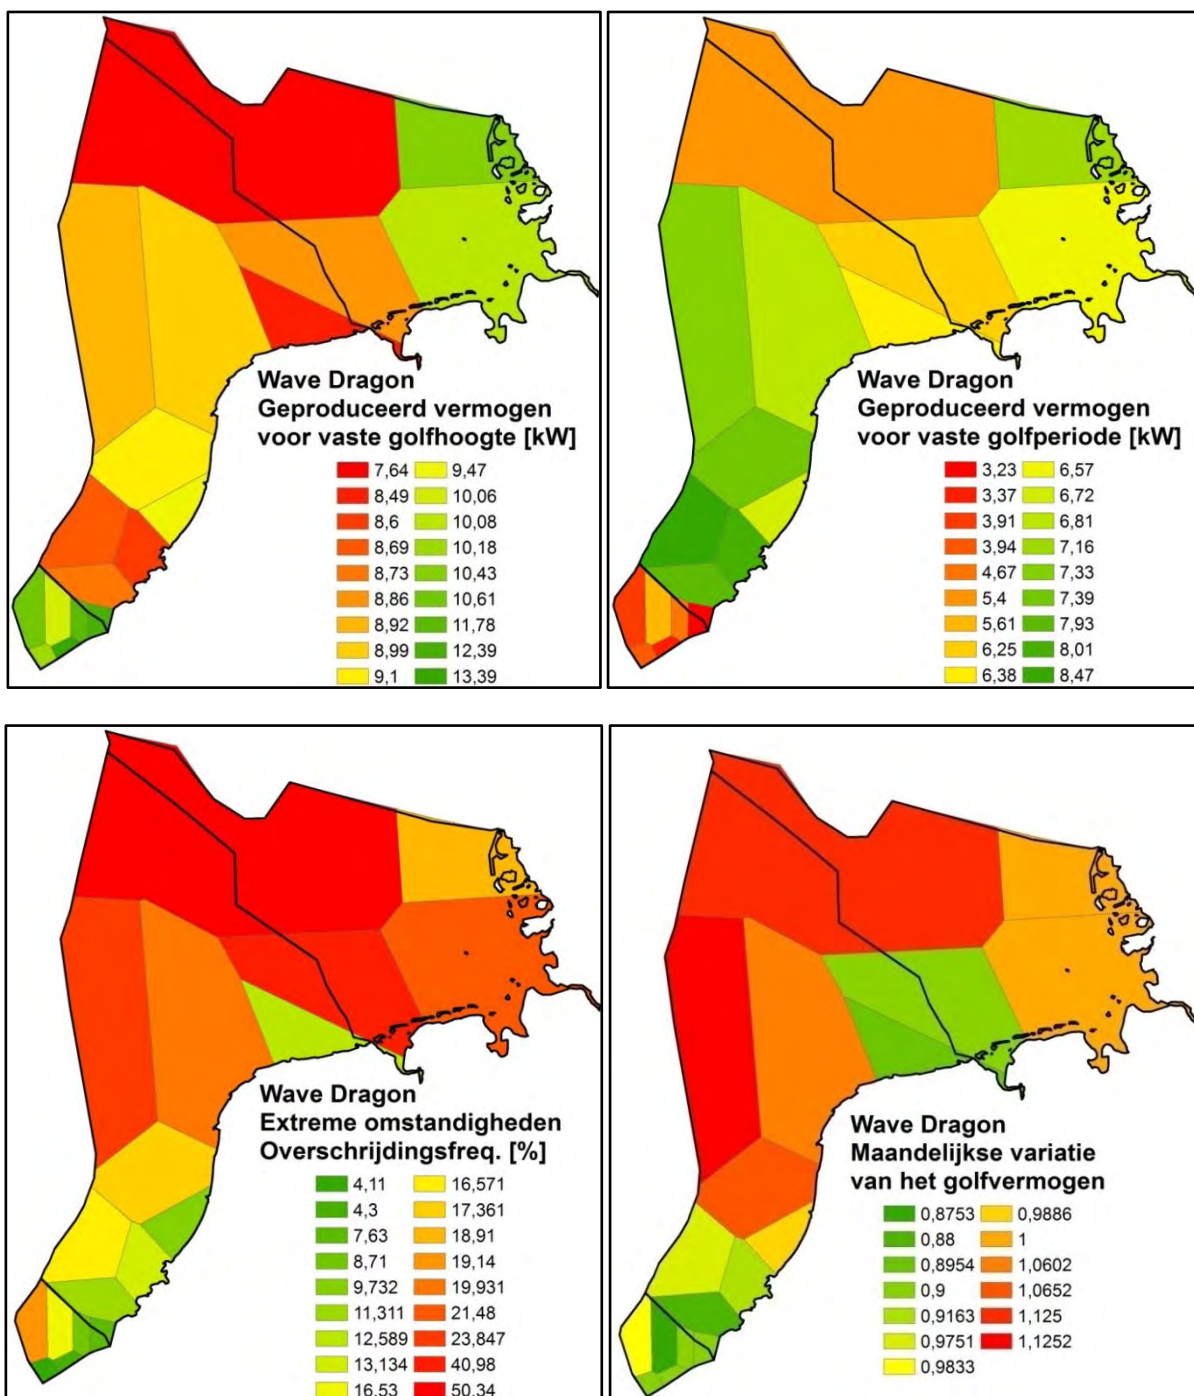 Wave Dragon
Geproduceerd vermogen
voor vaste golfhoogte [kW]
7,64 9,47
8,49 10,06
8,6 10,08
8,69 10,18
8,73 10,43
8,86 10,61
8,92 11,78
8,99 12,39
9,1 13,39
Wave Dragon
Geproduceerd vermogen
voor vaste golfperiode [kW]
3,23 6,57
3,37 6,72
3,91 6,81
3,94 7,16
4,67 7,33
5,4 7,39
5,61 7,93
6,25 8,01
6,38 8,47
Wave Dragon
Extreme omstandigheden
Overschrijdingsfreq. [%]
4,11 16,571
4,3 17,361
7,63 18,91
8,71 19,14
9,732 19,931
11,311 21,48
12,589 23,847
13,134 40,98
16,53 50,34
Wave Dragon
Maandelijkse variatie
van het golfvermogen
0,8753 0,9886
0,88 1
0,8954 1,0602
0,9 1,0652
0,9163 1,125
0,9751 1,1252
0,9833